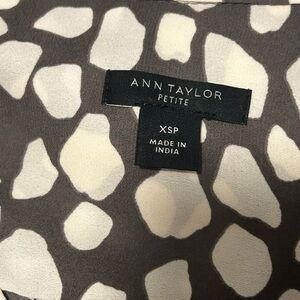 ANN TAYLOR
PETITE
XSP
MADE IN
INDIA